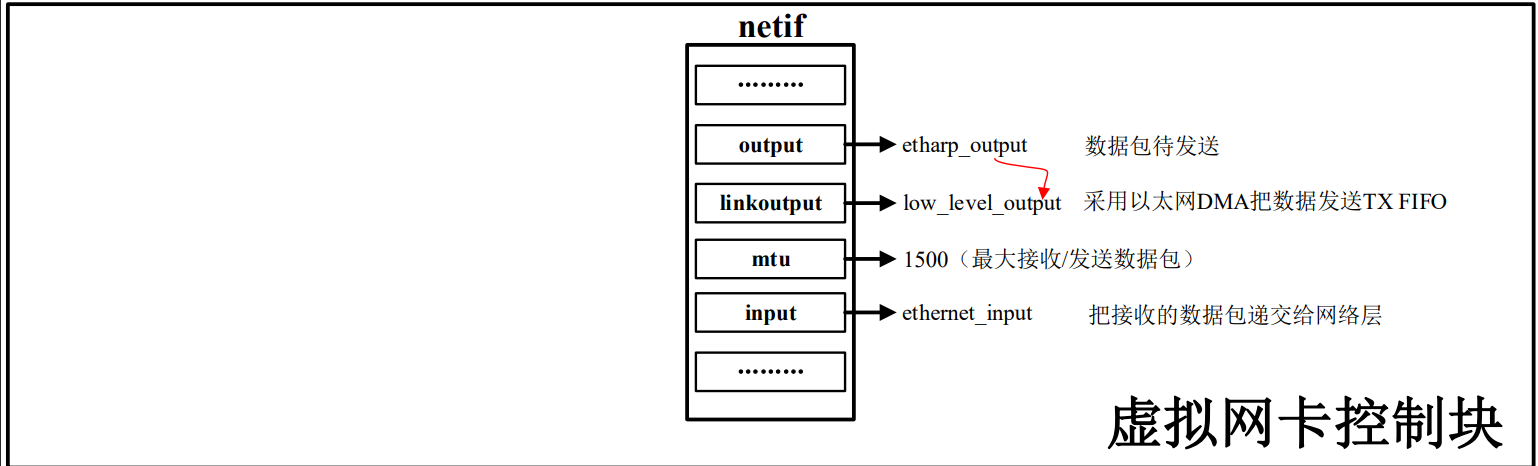 netif
………
output
etharp_output
数据包待发送
linkoutput
low_level_output
采用以太网DMA把数据发送TX FIFO
mtu
1500（最大接收/发送数据包）
input
ethernet_input
把接收的数据包递交给网络层
………
虚拟网卡控制块